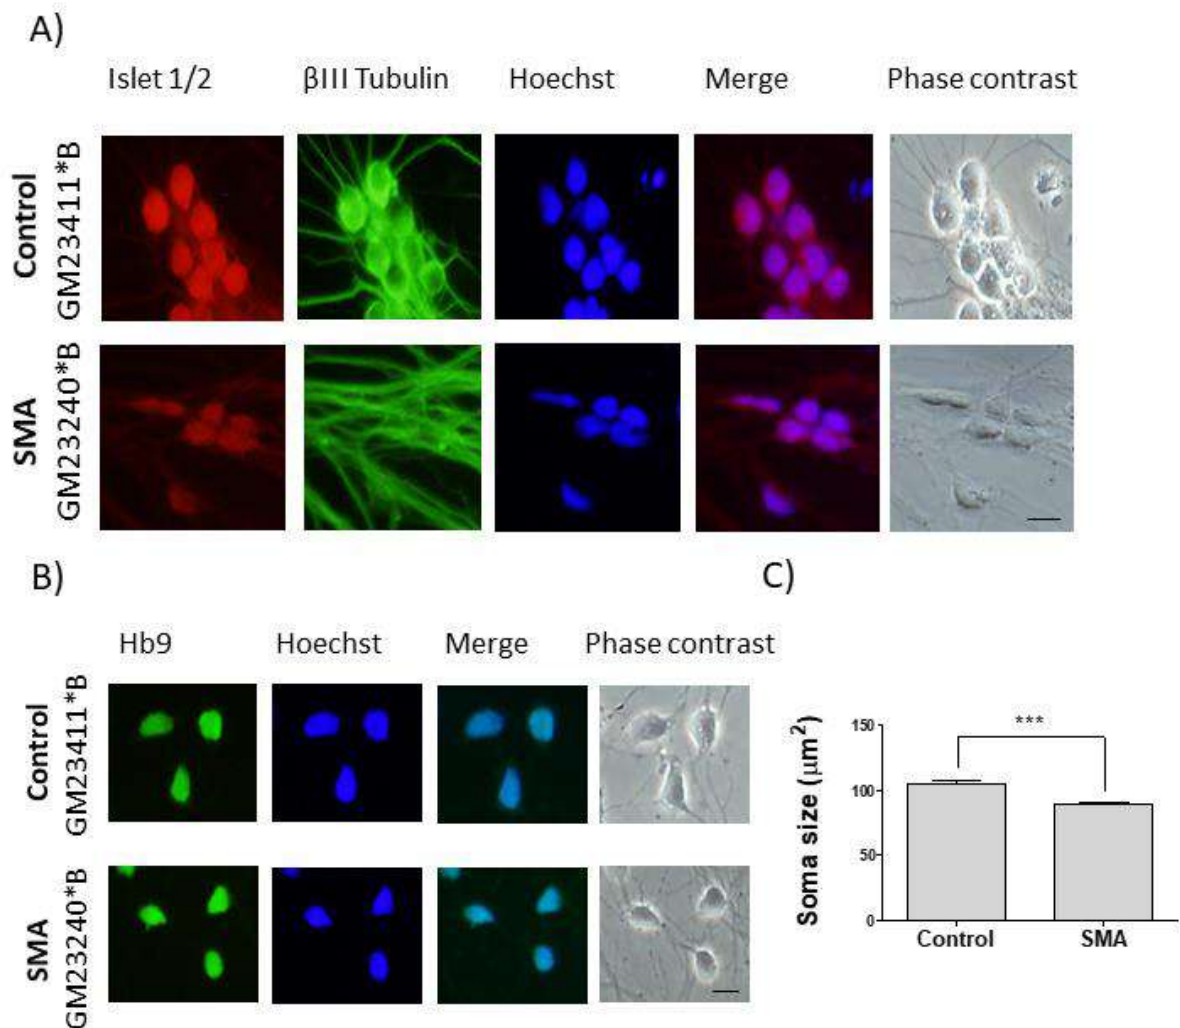 A)
Islet 1/2 βIII Tubulin Hoechst Merge Phase contrast
Control
GM23411*B
SMA
GM23240*B
B)
Hb9 Hoechst Merge Phase contrast
Control
GM23411*B
SMA
GM23240*B
C)
Soma size (μm²)
150
100
50
0
***
Control SMA